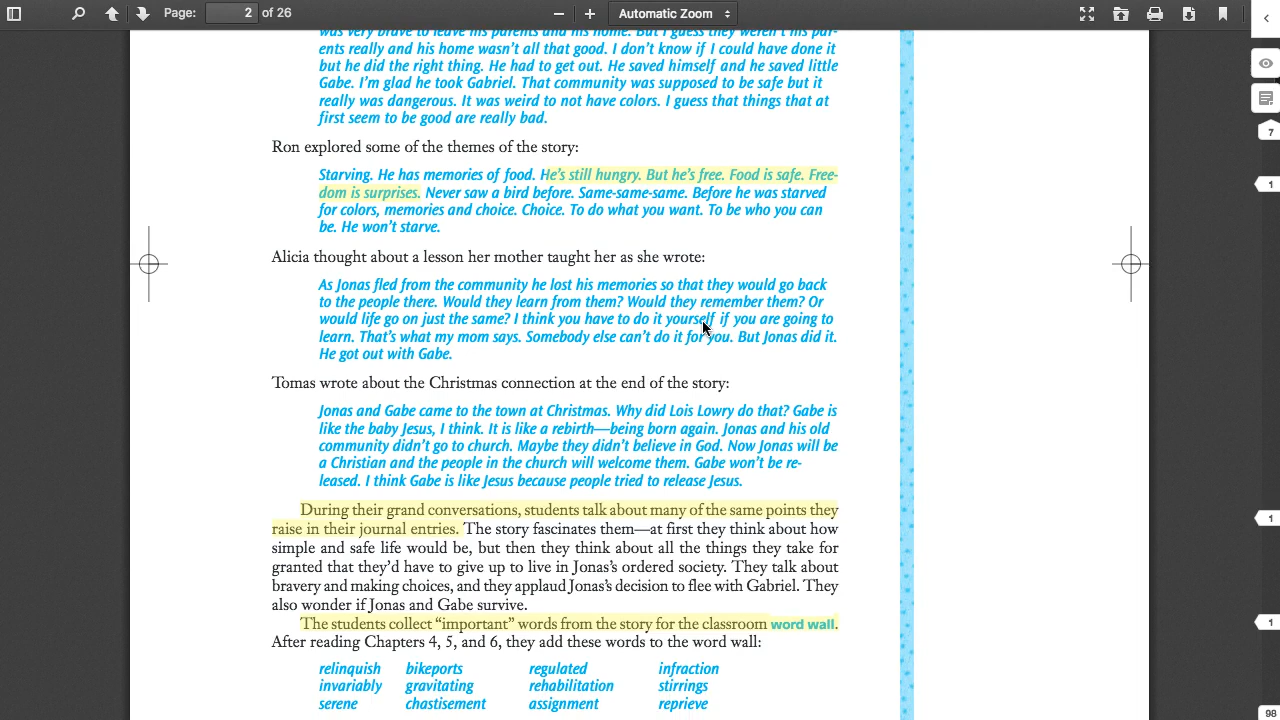 Page: 2 of 26
Automatic Zoom
was very brave to leave his parents and his home. But I guess they weren't his par-
ents really and his home wasn't all that good. I don't know if I could have done it
but he did the right thing. He had to get out. He saved himself and he saved little
Gabe. I'm glad he took Gabriel. That community was supposed to be safe but it
really was dangerous. It was weird to not have colors. I guess that things that at
first seem to be good are really bad.
Ron explored some of the themes of the story:
Starving. He has memories of food. He's still hungry. But he's free. Food is safe. Free-
dom is surprises. Never saw a bird before. Same-same-same. Before he was starved
for colors, memories and choice. Choice. To do what you want. To be who you can
be. He won't starve.
Alicia thought about a lesson her mother taught her as she wrote:
As Jonas fled from the community he lost his memories so that they would go back
to the people there. Would they learn from them? Would they remember them? Or
would life go on just the same? I think you have to do it yourself if you are going to
learn. That's what my mom says. Somebody else can't do it for you. But Jonas did it.
He got out with Gabe.
Tomas wrote about the Christmas connection at the end of the story:
Jonas and Gabe came to the town at Christmas. Why did Lois Lowry do that? Gabe is
like the baby Jesus, I think. It is like a rebirth—being born again. Jonas and his old
community didn't go to church. Maybe they didn't believe in God. Now Jonas will be
a Christian and the people in the church will welcome them. Gabe won't be re-
leased. I think Gabe is like Jesus because people tried to release Jesus.
During their grand conversations, students talk about many of the same points they
raise in their journal entries. The story fascinates them—at first they think about how
simple and safe life would be, but then they think about all the things they take for
granted that they'd have to give up to live in Jonas's ordered society. They talk about
bravery and making choices, and they applaud Jonas's decision to flee with Gabriel. They
also wonder if Jonas and Gabe survive.
The students collect "important" words from the story for the classroom word wall.
After reading Chapters 4, 5, and 6, they add these words to the word wall:
relinquish bikeports regulated infraction
invariably gravitating rehabilitation stirrings
serene chastisement assignment reprieve
7
1
1
1
98